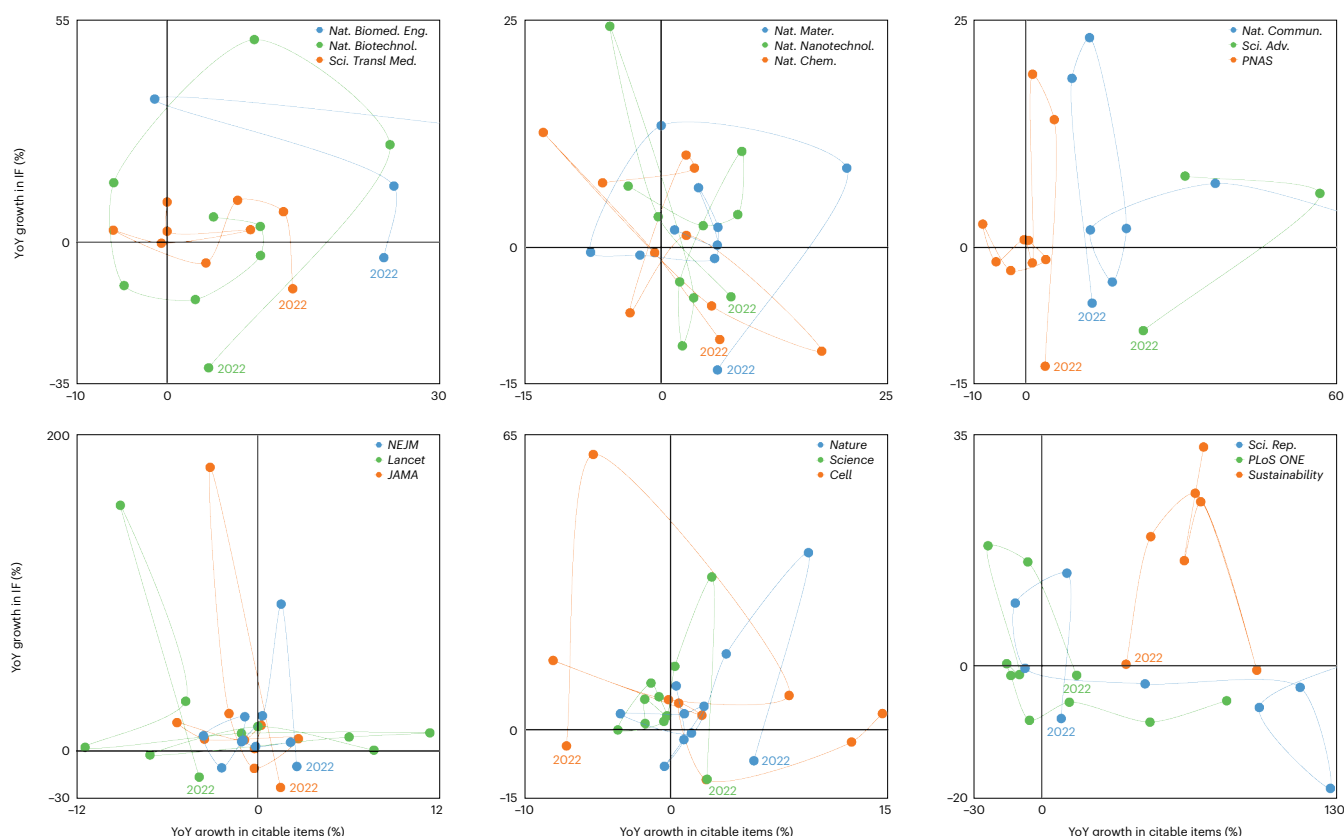 55
Nat. Biomed. Eng.
Nat. Biotechnol.
Sci. Transl Med.
YoY growth in IF (%)
0
2022
2022
2022
−35
−10
0
30
25
Nat. Mater.
Nat. Nanotechnol.
Nat. Chem.
0
2022
2022
2022
−15
−15
0
25
25
Nat. Commun.
Sci. Adv.
PNAS
0
2022
2022
2022
−15
−10
0
60
200
NEJM
Lancet
JAMA
YoY growth in IF (%)
0
2022
2022
2022
−30
−12
0
12
YoY growth in citable items (%)
65
Nature
Science
Cell
0
2022
2022
2022
−15
−10
0
15
YoY growth in citable items (%)
35
Sci. Rep.
PLoS ONE
Sustainability
0
2022
2022
2022
−20
−30
0
130
YoY growth in citable items (%)